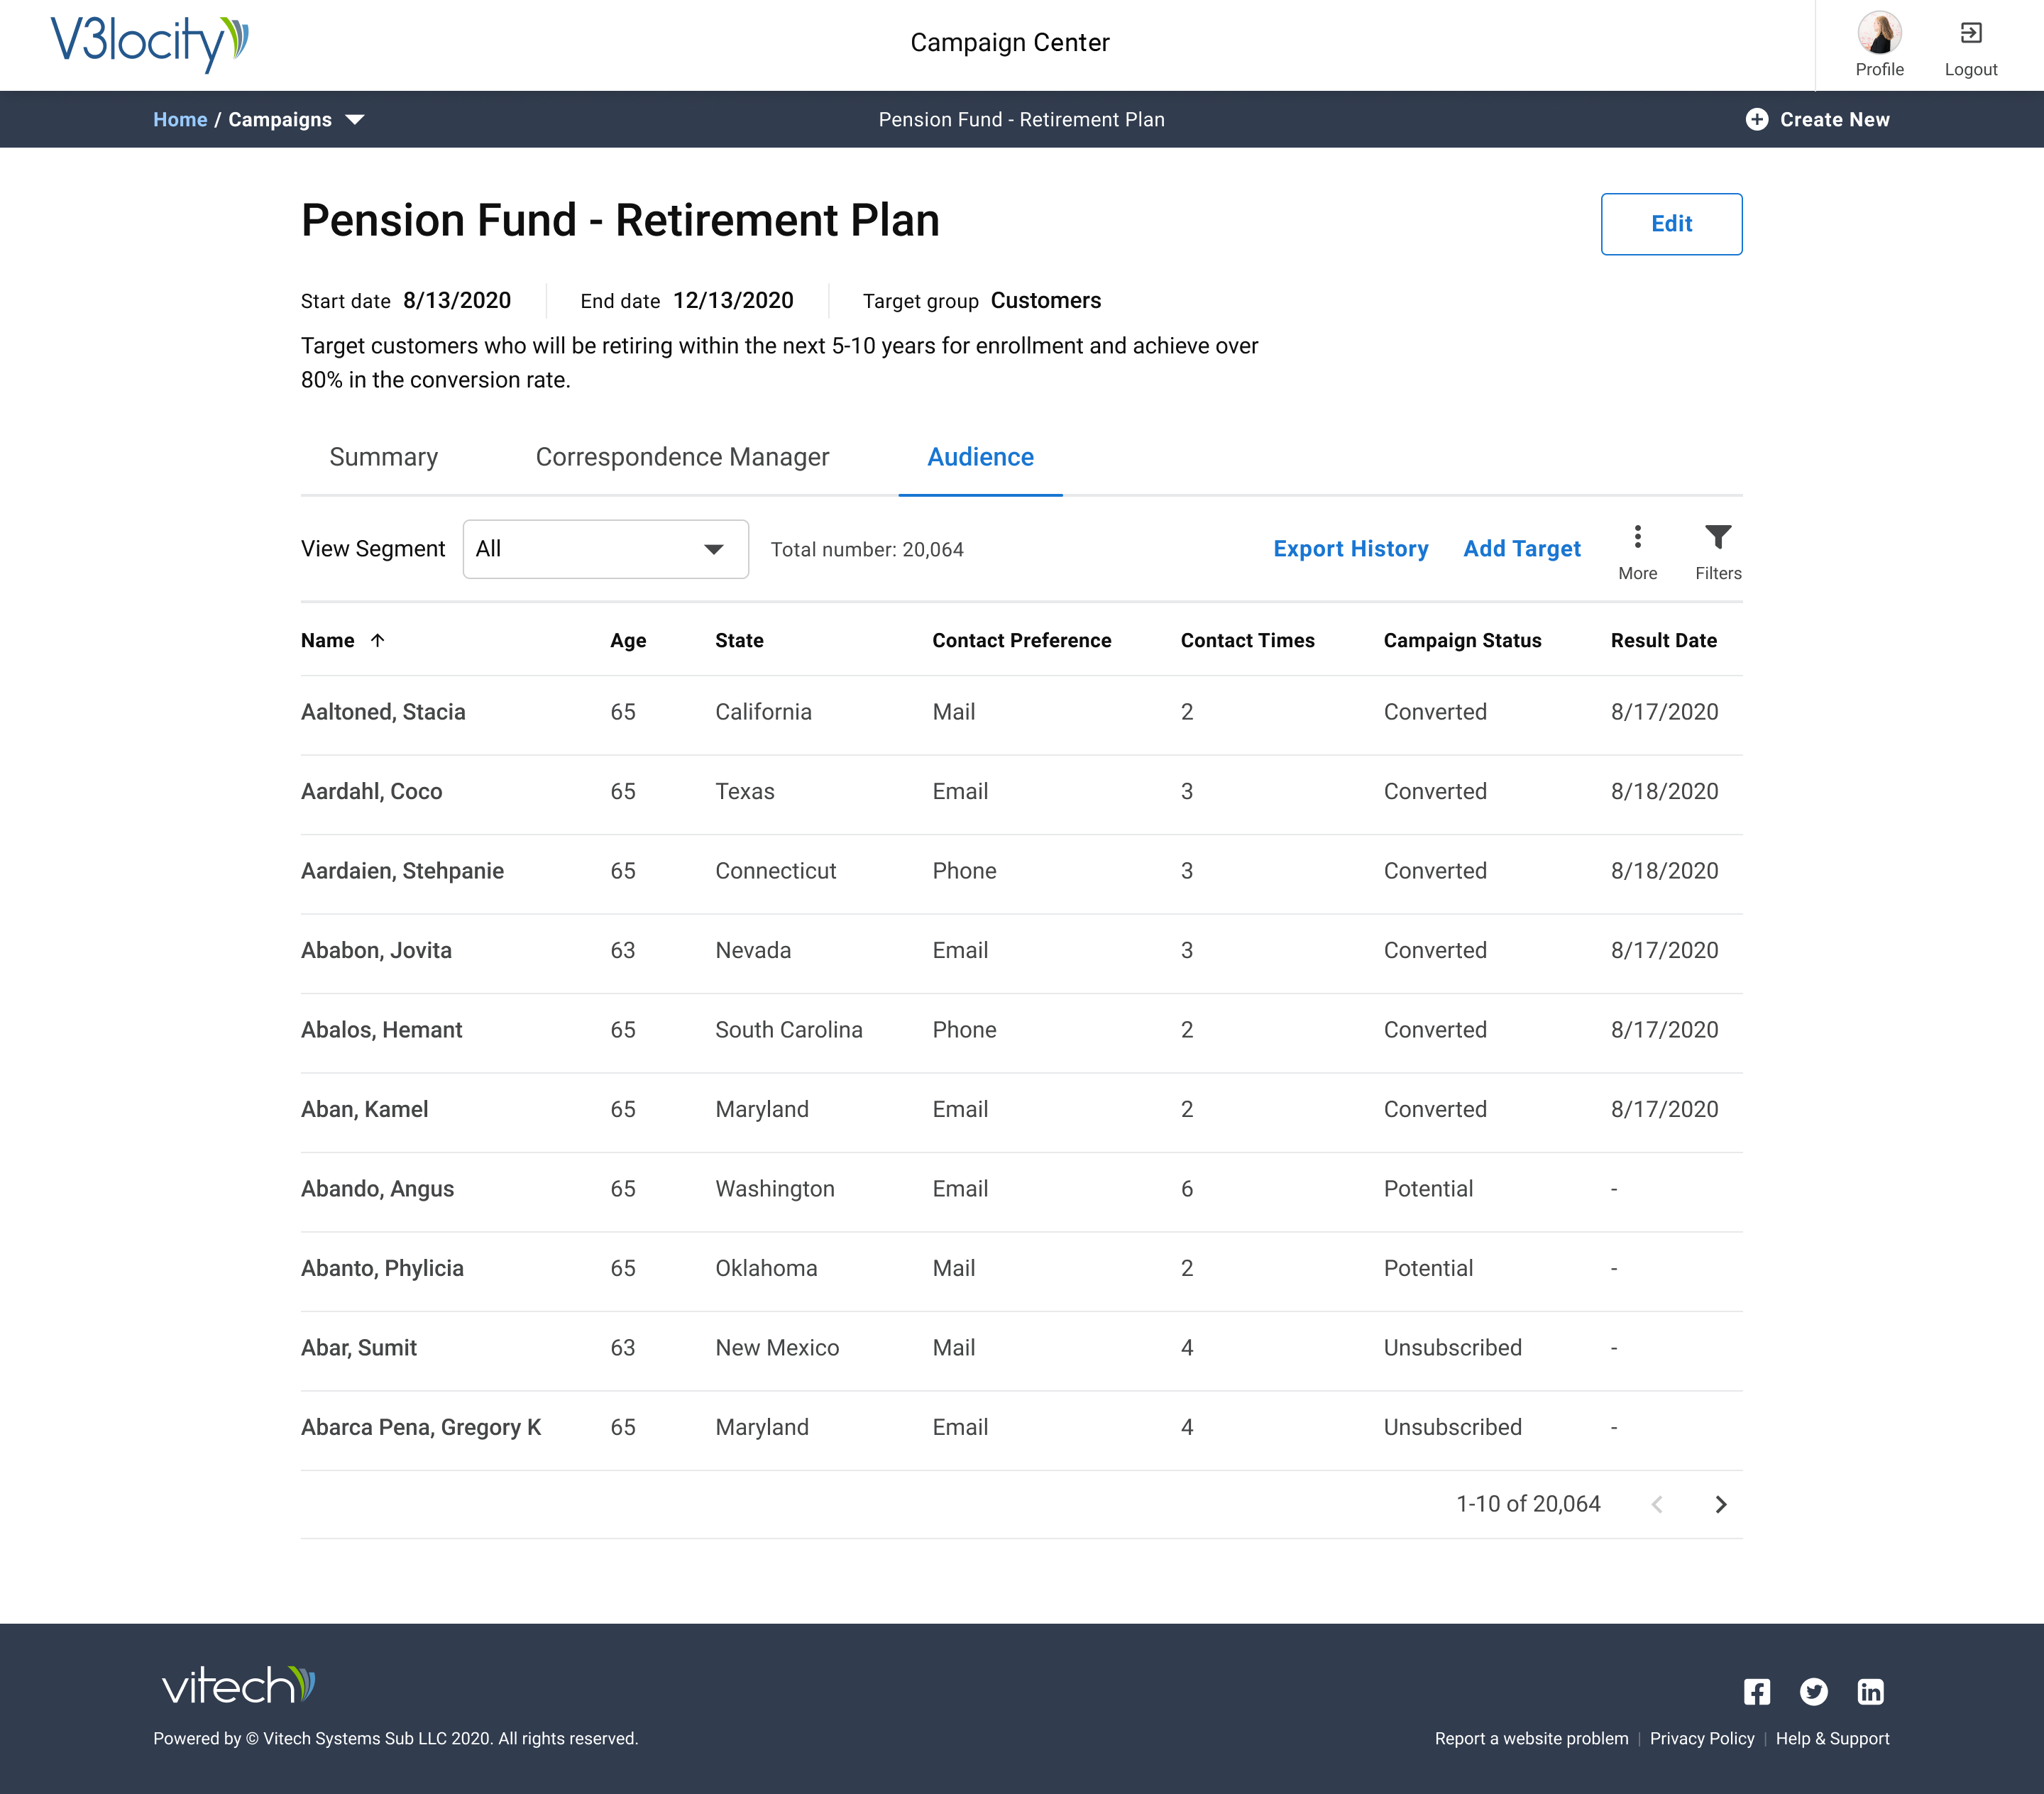 V3locity
Campaign Center
Profile
Logout
Home / Campaigns
Pension Fund - Retirement Plan
Create New
Pension Fund - Retirement Plan
Edit
Start date 8/13/2020
End date 12/13/2020
Target group Customers
Target customers who will be retiring within the next 5-10 years for enrollment and achieve over
80% in the conversion rate.
Summary
Correspondence Manager
Audience
View Segment
All
Total number: 20,064
Export History
Add Target
More
Filters
Name Age State Contact Preference Contact Times Campaign Status Result Date
Aaltoned, Stacia 65 California Mail 2 Converted 8/17/2020
Aardahl, Coco 65 Texas Email 3 Converted 8/18/2020
Aardaien, Stehpanie 65 Connecticut Phone 3 Converted 8/18/2020
Ababon, Jovita 63 Nevada Email 3 Converted 8/17/2020
Abalos, Hemant 65 South Carolina Phone 2 Converted 8/17/2020
Aban, Kamel 65 Maryland Email 2 Converted 8/17/2020
Abando, Angus 65 Washington Email 6 Potential -
Abanto, Phylicia 65 Oklahoma Mail 2 Potential -
Abar, Sumit 63 New Mexico Mail 4 Unsubscribed -
Abarca Pena, Gregory K 65 Maryland Email 4 Unsubscribed -
1-10 of 20,064
vitech
Powered by © Vitech Systems Sub LLC 2020. All rights reserved.
Report a website problem | Privacy Policy | Help & Support